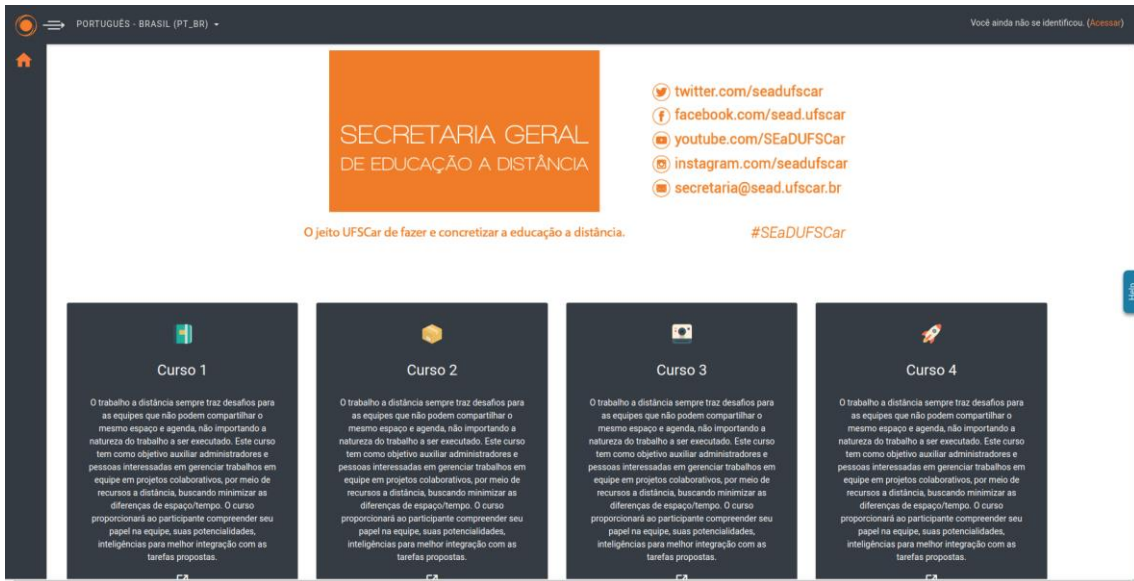 PORTUGUÊS - BRASIL (PT_BR)
Você ainda não se identificou. (Acessar)
SECRETARIA GERAL
DE EDUCAÇÃO A DISTÂNCIA
twitter.com/seadufscar
facebook.com/sead.ufscar
youtube.com/SEaDUFSCar
instagram.com/seadufscar
secretaria@sead.ufscar.br
O jeito UFSCar de fazer e concretizar a educação a distância.
#SEaDUFSCar
Help
Curso 1
O trabalho a distância sempre traz desafios para
as equipes que não podem compartilhar o
mesmo espaço e agenda, não importando a
natureza do trabalho a ser executado. Este curso
tem como objetivo auxiliar administradores e
pessoas interessadas em gerenciar trabalhos em
equipe em projetos colaborativos, por meio de
recursos a distância, buscando minimizar as
diferenças de espaço/tempo. O curso
proporcionará ao participante compreender seu
papel na equipe, suas potencialidades,
inteligências para melhor integração com as
tarefas propostas.
Curso 2
O trabalho a distância sempre traz desafios para
as equipes que não podem compartilhar o
mesmo espaço e agenda, não importando a
natureza do trabalho a ser executado. Este curso
tem como objetivo auxiliar administradores e
pessoas interessadas em gerenciar trabalhos em
equipe em projetos colaborativos, por meio de
recursos a distância, buscando minimizar as
diferenças de espaço/tempo. O curso
proporcionará ao participante compreender seu
papel na equipe, suas potencialidades,
inteligências para melhor integração com as
tarefas propostas.
Curso 3
O trabalho a distância sempre traz desafios para
as equipes que não podem compartilhar o
mesmo espaço e agenda, não importando a
natureza do trabalho a ser executado. Este curso
tem como objetivo auxiliar administradores e
pessoas interessadas em gerenciar trabalhos em
equipe em projetos colaborativos, por meio de
recursos a distância, buscando minimizar as
diferenças de espaço/tempo. O curso
proporcionará ao participante compreender seu
papel na equipe, suas potencialidades,
inteligências para melhor integração com as
tarefas propostas.
Curso 4
O trabalho a distância sempre traz desafios para
as equipes que não podem compartilhar o
mesmo espaço e agenda, não importando a
natureza do trabalho a ser executado. Este curso
tem como objetivo auxiliar administradores e
pessoas interessadas em gerenciar trabalhos em
equipe em projetos colaborativos, por meio de
recursos a distância, buscando minimizar as
diferenças de espaço/tempo. O curso
proporcionará ao participante compreender seu
papel na equipe, suas potencialidades,
inteligências para melhor integração com as
tarefas propostas.